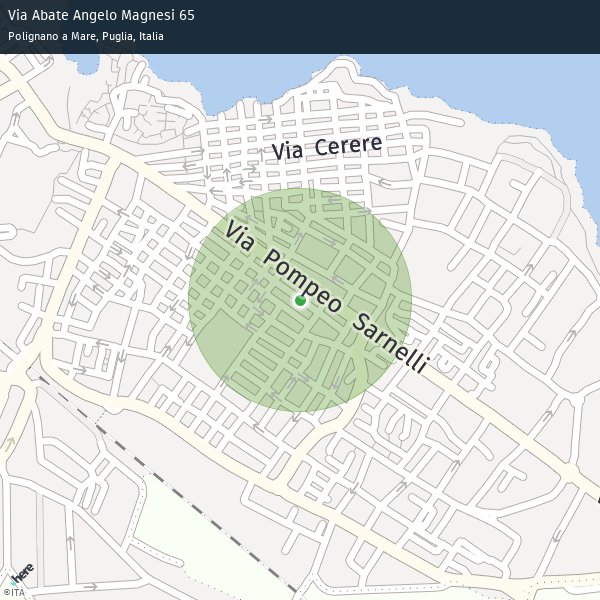 Via Abate Angelo Magnesi 65
Polignano a Mare, Puglia, Italia
Via Cerere
Via Pompeo Sarnelli
here
©ITA